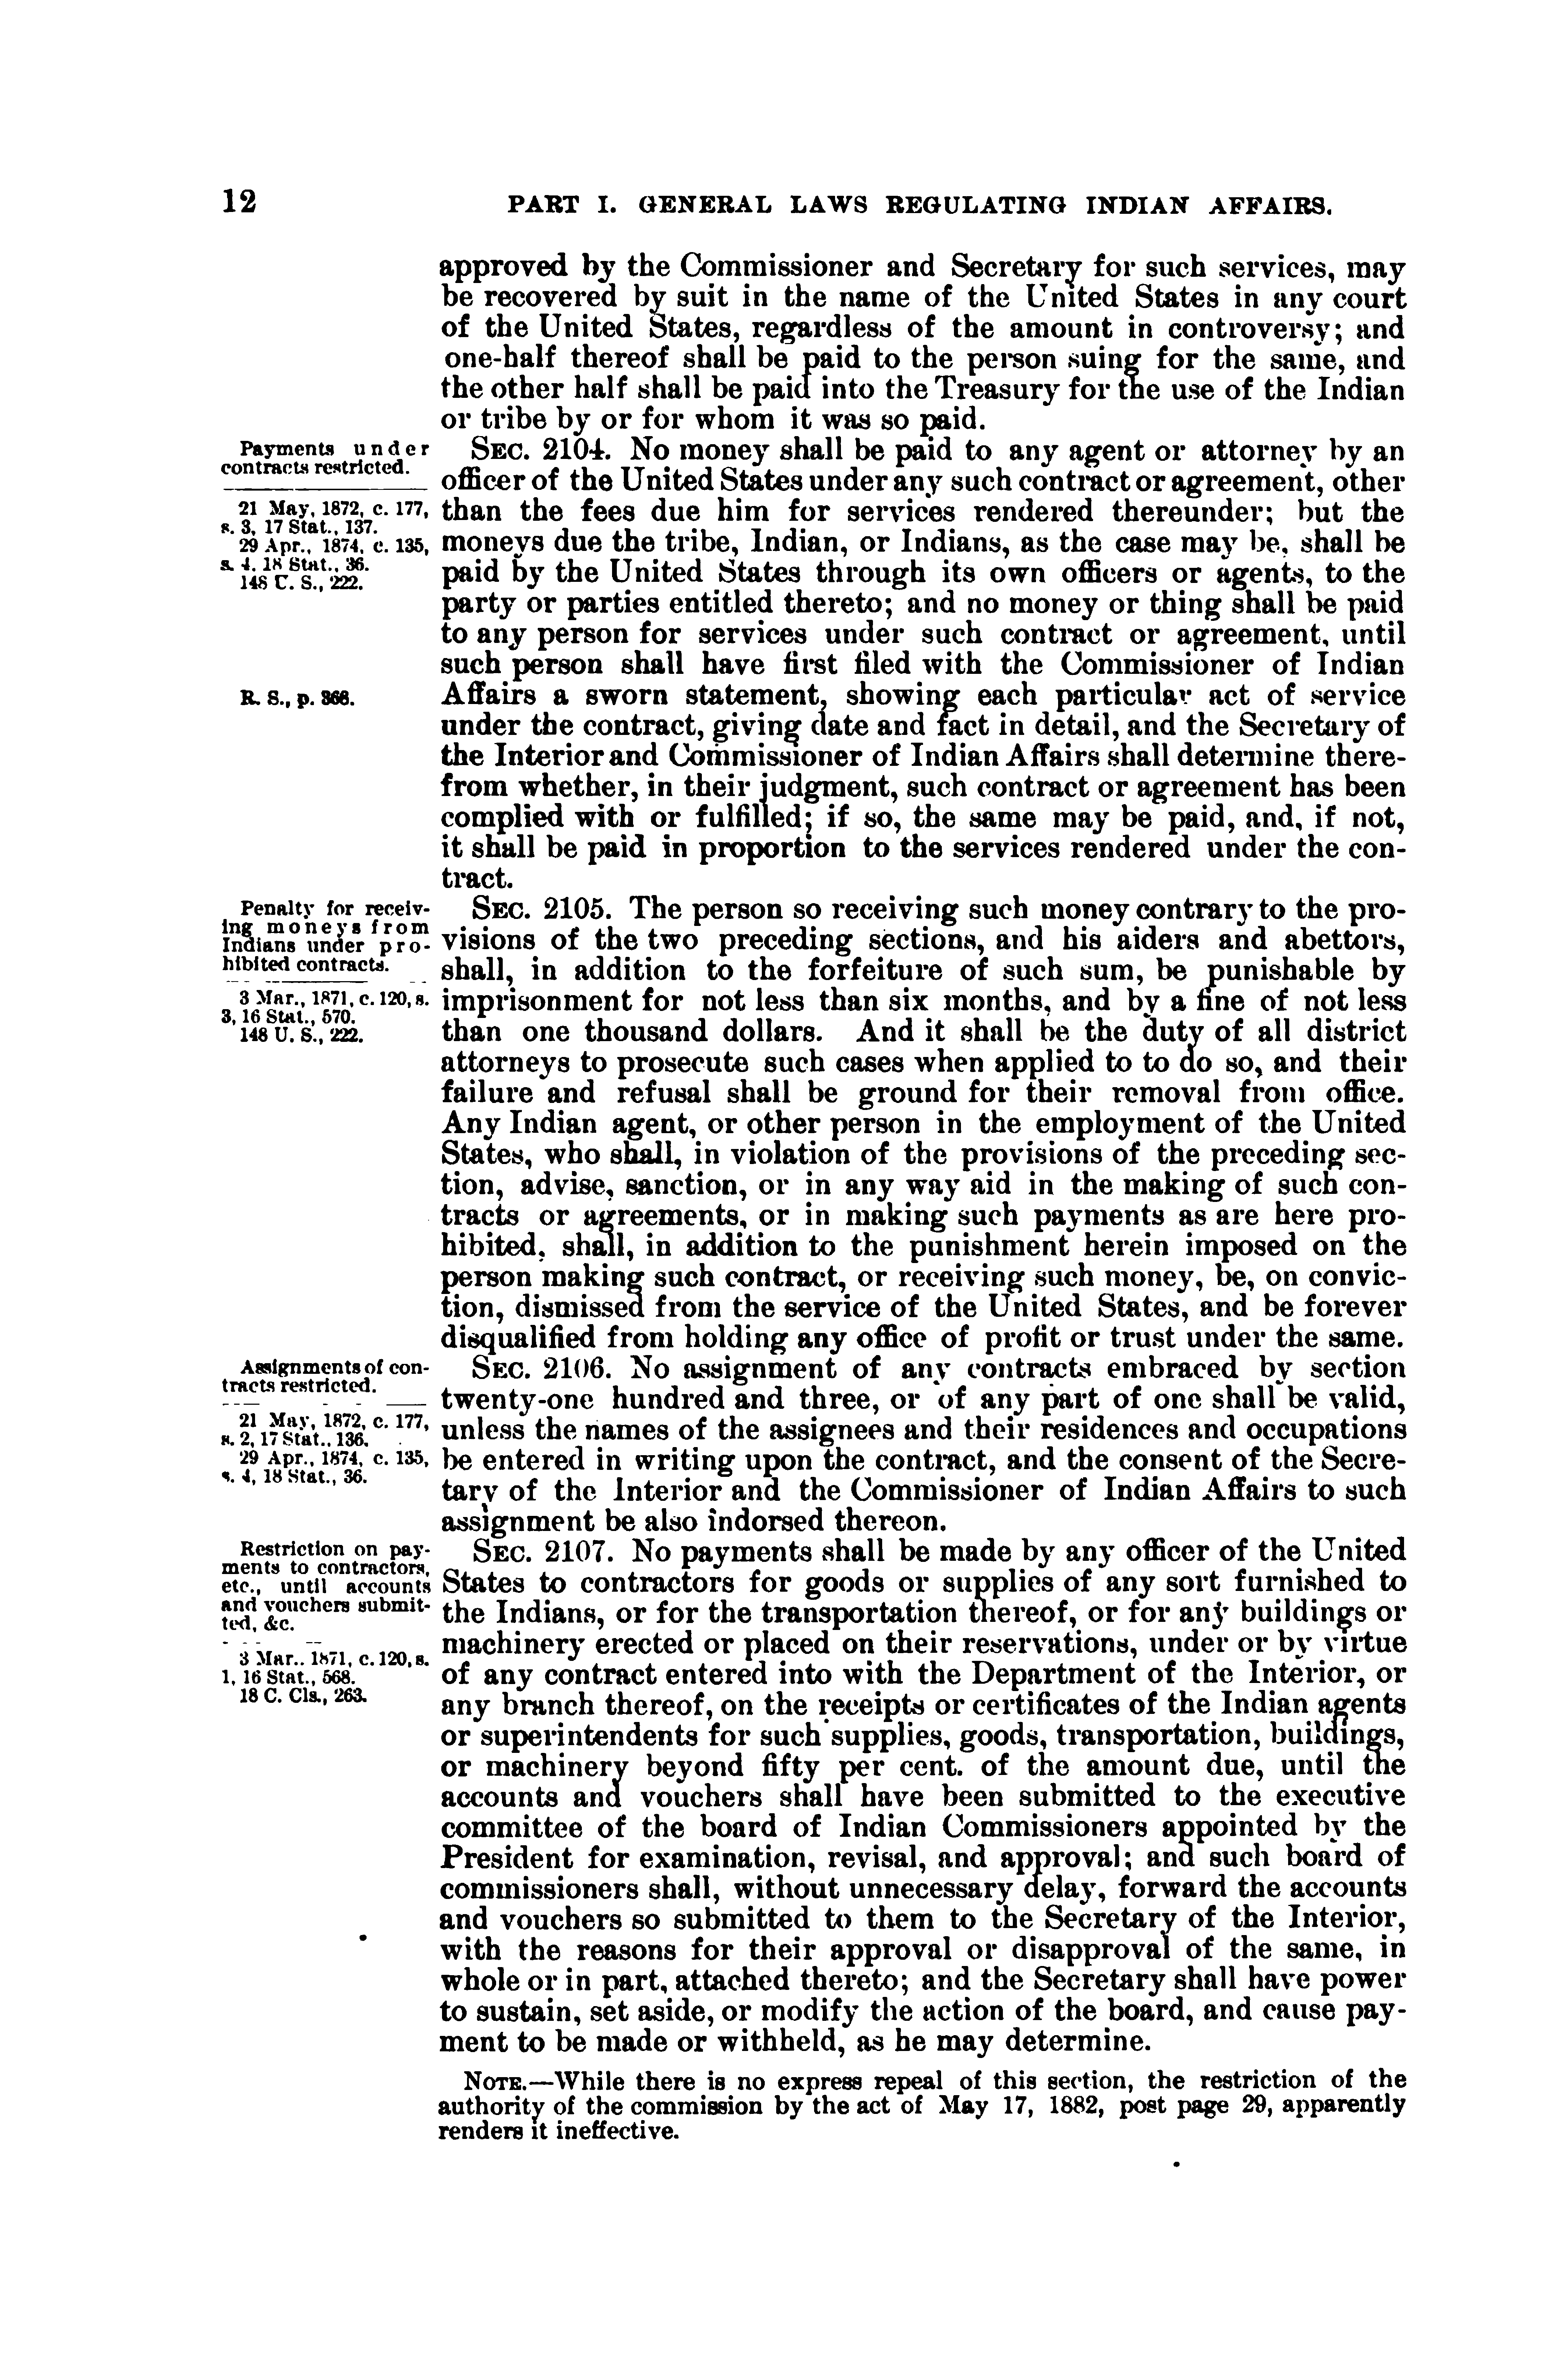 12
PART I. GENERAL LAWS REGULATING INDIAN AFFAIRS.
approved by the Commissioner and Secretary for such services, may
be recovered by suit in the name of the United States in any court
of the United States, regardless of the amount in controversy; and
one-half thereof shall be paid to the person suing for the same, and
the other half shall be paid into the Treasury for the use of the Indian
or tribe by or for whom it was so paid.
Payments under
contracts restricted.
21 May, 1872, c. 177,
s. 3, 17 Stat., 137.
29 Apr., 1874, c. 135,
s. 4, 18 Stat., 36.
148 U. S., 222.
R. S., p. 368.
SEC. 2104. No money shall be paid to any agent or attorney by an
officer of the United States under any such contract or agreement, other
than the fees due him for services rendered thereunder; but the
moneys due the tribe, Indian, or Indians, as the case may be, shall be
paid by the United States through its own officers or agents, to the
party or parties entitled thereto; and no money or thing shall be paid
to any person for services under such contract or agreement, until
such person shall have first filed with the Commissioner of Indian
Affairs a sworn statement, showing each particular act of service
under the contract, giving date and fact in detail, and the Secretary of
the Interior and Commissioner of Indian Affairs shall determine there-
from whether, in their judgment, such contract or agreement has been
complied with or fulfilled; if so, the same may be paid, and, if not,
it shall be paid in proportion to the services rendered under the con-
tract.
Penalty for receiv-
ing moneys from
Indians under pro-
hibited contracts.
3 Mar., 1871, c. 120, s.
3, 16 Stat., 570.
148 U. S., 222.
SEC. 2105. The person so receiving such money contrary to the pro-
visions of the two preceding sections, and his aiders and abettors,
shall, in addition to the forfeiture of such sum, be punishable by
imprisonment for not less than six months, and by a fine of not less
than one thousand dollars. And it shall be the duty of all district
attorneys to prosecute such cases when applied to to do so, and their
failure and refusal shall be ground for their removal from office.
Any Indian agent, or other person in the employment of the United
States, who shall, in violation of the provisions of the preceding sec-
tion, advise, sanction, or in any way aid in the making of such con-
tracts or agreements, or in making such payments as are here pro-
hibited, shall, in addition to the punishment herein imposed on the
person making such contract, or receiving such money, be, on convic-
tion, dismissed from the service of the United States, and be forever
disqualified from holding any office of profit or trust under the same.
Assignments of con-
tracts restricted.
21 May, 1872, c. 177,
s. 2, 17 Stat., 136.
29 Apr., 1874, c. 135,
s. 4, 18 Stat., 36.
SEC. 2106. No assignment of any contracts embraced by section
twenty-one hundred and three, or of any part of one shall be valid,
unless the names of the assignees and their residences and occupations
be entered in writing upon the contract, and the consent of the Secre-
tary of the Interior and the Commissioner of Indian Affairs to such
assignment be also indorsed thereon.
Restriction on pay-
ments to contractors,
etc., until accounts
and vouchers submit-
ted, &c.
3 Mar., 1871, c. 120, s.
1, 16 Stat., 568.
18 C. Cls., 263.
SEC. 2107. No payments shall be made by any officer of the United
States to contractors for goods or supplies of any sort furnished to
the Indians, or for the transportation thereof, or for any buildings or
machinery erected or placed on their reservations, under or by virtue
of any contract entered into with the Department of the Interior, or
any branch thereof, on the receipts or certificates of the Indian agents
or superintendents for such supplies, goods, transportation, buildings,
or machinery beyond fifty per cent. of the amount due, until the
accounts and vouchers shall have been submitted to the executive
committee of the board of Indian Commissioners appointed by the
President for examination, revisal, and approval; and such board of
commissioners shall, without unnecessary delay, forward the accounts
and vouchers so submitted to them to the Secretary of the Interior,
with the reasons for their approval or disapproval of the same, in
whole or in part, attached thereto; and the Secretary shall have power
to sustain, set aside, or modify the action of the board, and cause pay-
ment to be made or withheld, as he may determine.
NOTE.—While there is no express repeal of this section, the restriction of the
authority of the commission by the act of May 17, 1882, post page 29, apparently
renders it ineffective.